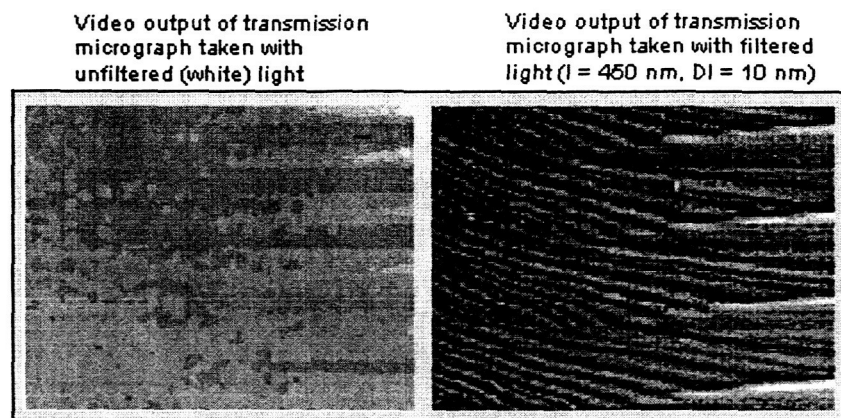 Video output of transmission
micrograph taken with
unfiltered (white) light
Video output of transmission
micrograph taken with filtered
light (l = 450 nm, Dl = 10 nm)